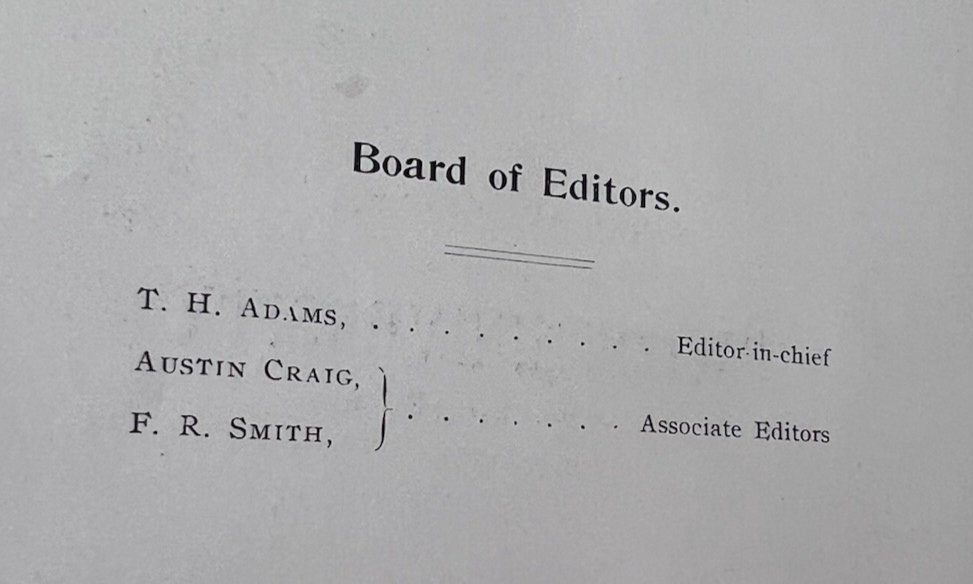 Board of Editors.
T. H. ADAMS, . . . . . . . . . Editor-in-chief
AUSTIN CRAIG, }
F. R. SMITH, } . . . . . . . Associate Editors